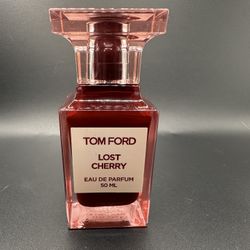 TOM FORD
LOST
CHERRY
EAU DE PARFUM
50 ML